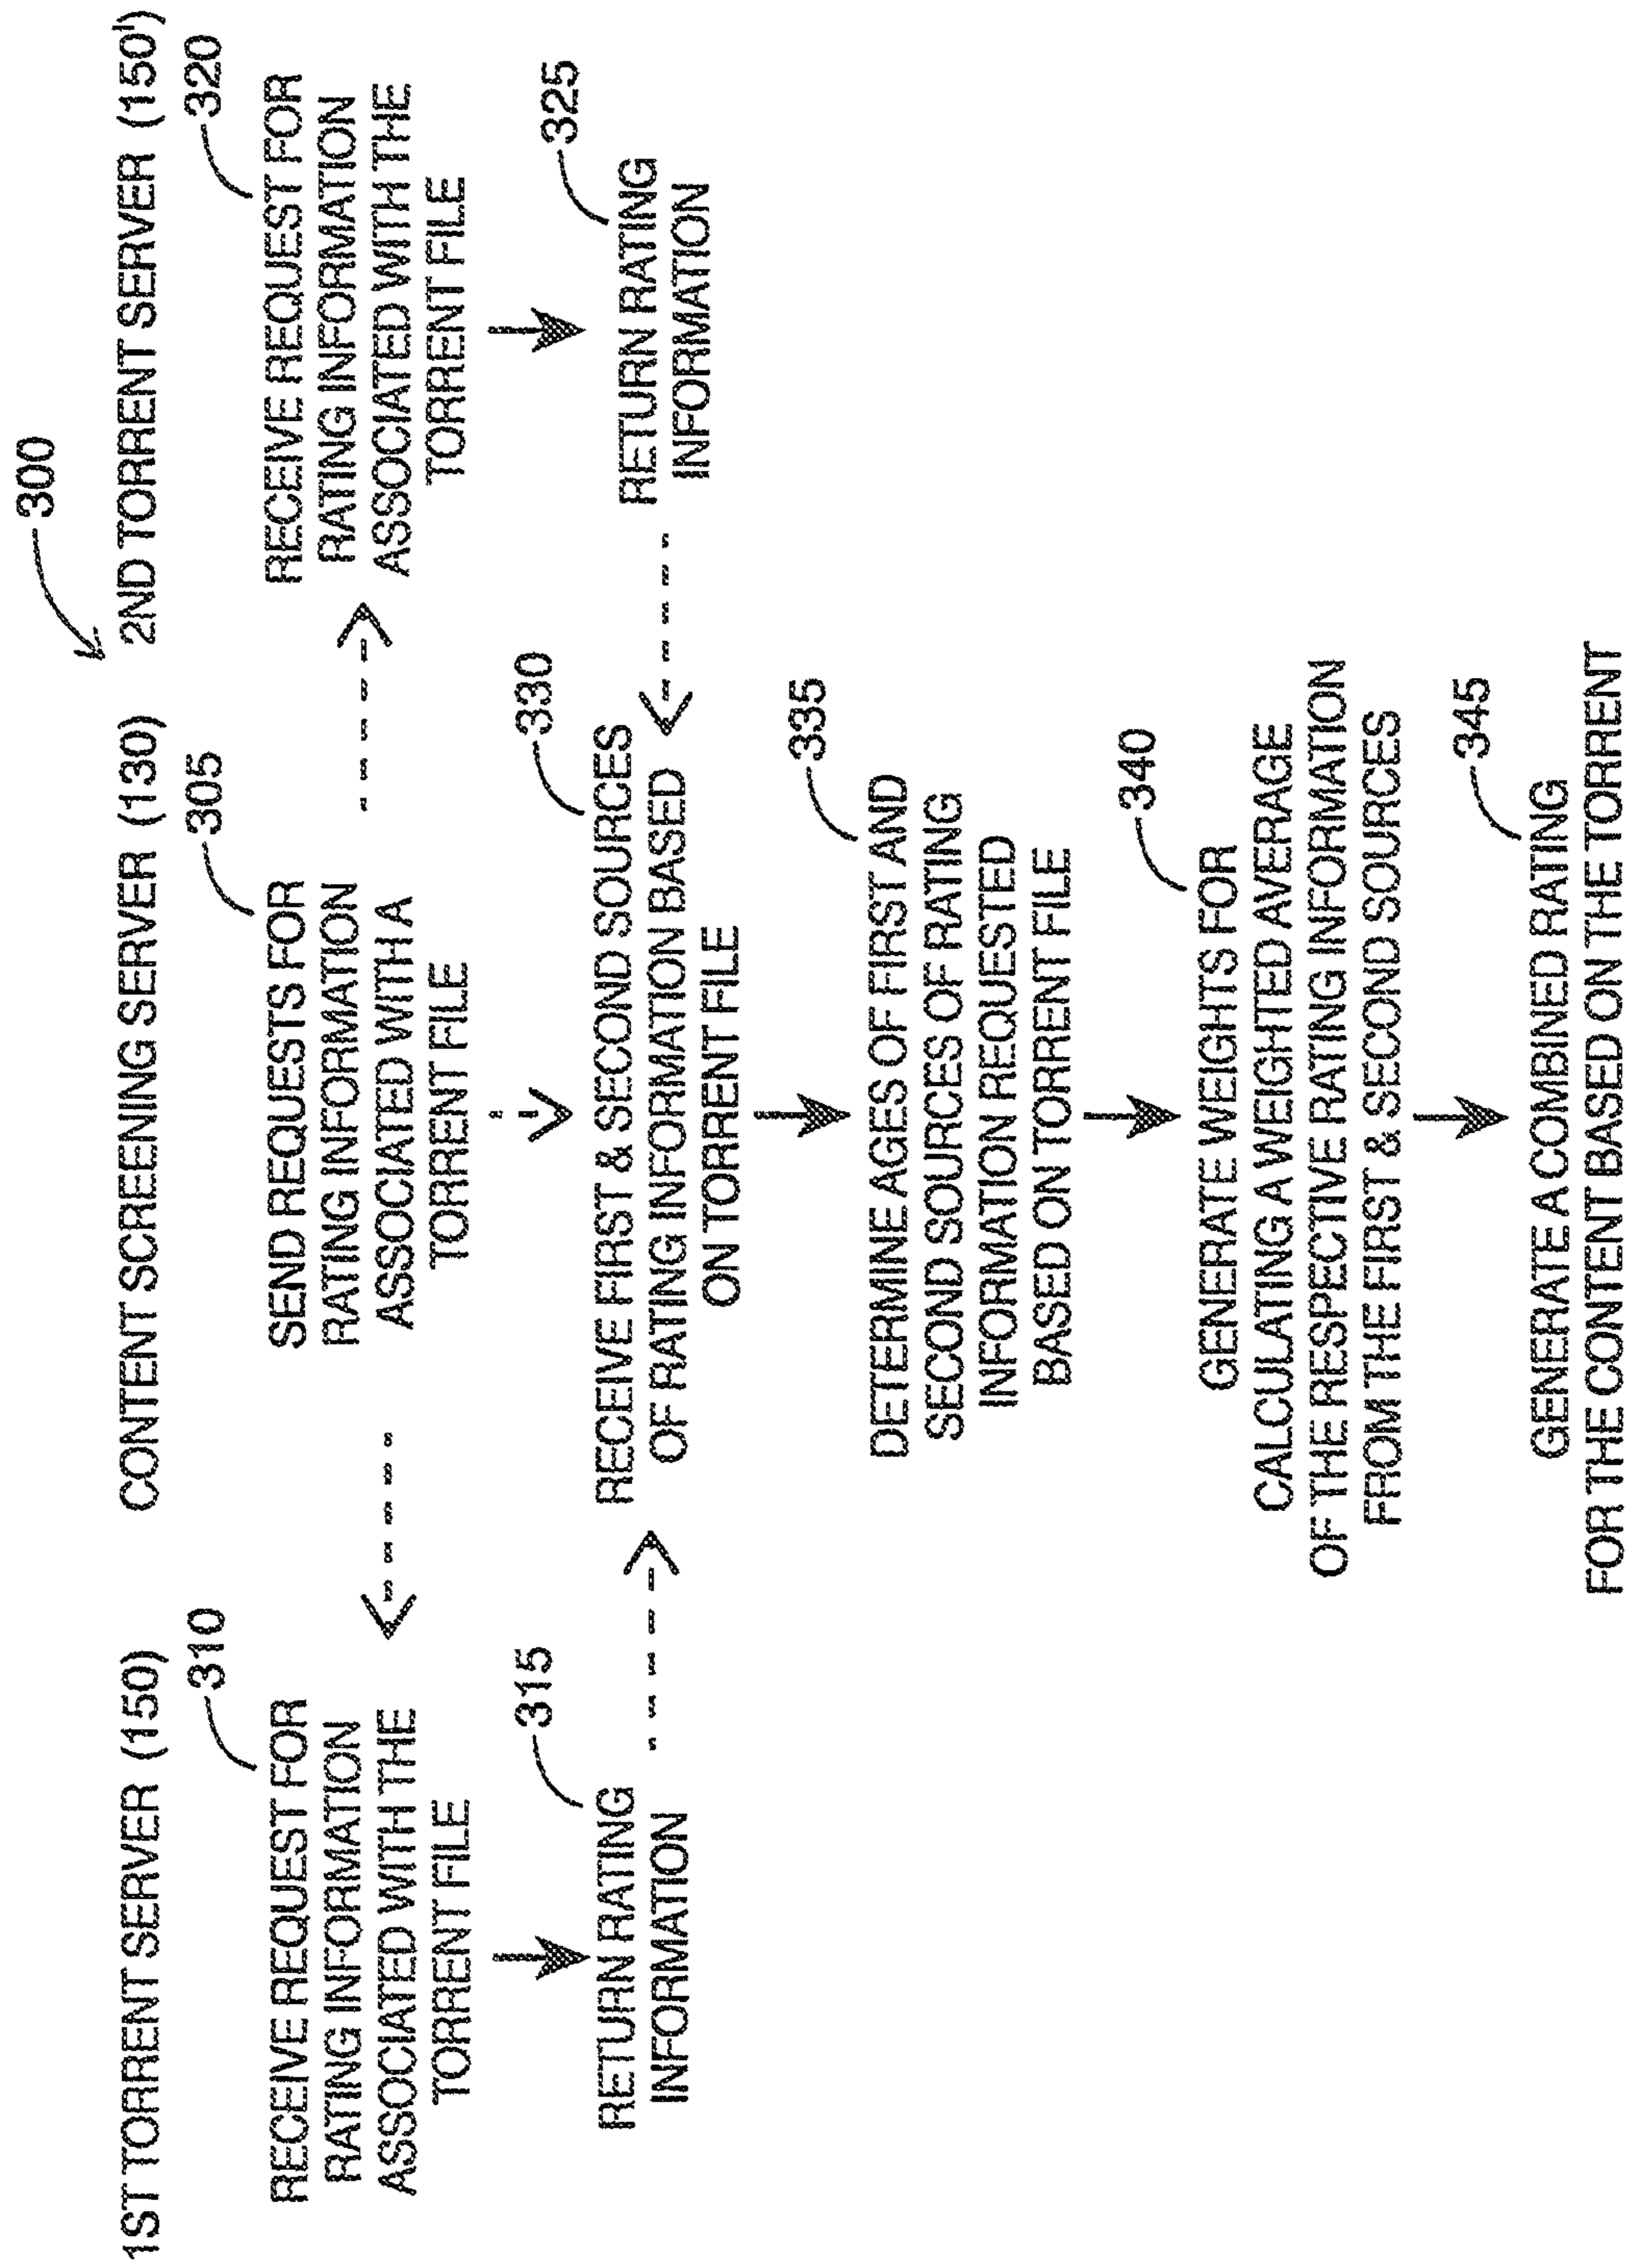 300
1ST TORRENT SERVER (150)
CONTENT SCREENING SERVER (130)
2ND TORRENT SERVER (150')
305
SEND REQUESTS FOR
RATING INFORMATION
ASSOCIATED WITH A
TORRENT FILE
310
RECEIVE REQUEST FOR
RATING INFORMATION
ASSOCIATED WITH THE
TORRENT FILE
315
RETURN RATING
INFORMATION
320
RECEIVE REQUEST FOR
RATING INFORMATION
ASSOCIATED WITH THE
TORRENT FILE
325
RETURN RATING
INFORMATION
330
RECEIVE FIRST & SECOND SOURCES
OF RATING INFORMATION BASED
ON TORRENT FILE
335
DETERMINE AGES OF FIRST AND
SECOND SOURCES OF RATING
INFORMATION REQUESTED
BASED ON TORRENT FILE
340
GENERATE WEIGHTS FOR
CALCULATING A WEIGHTED AVERAGE
OF THE RESPECTIVE RATING INFORMATION
FROM THE FIRST & SECOND SOURCES
345
GENERATE A COMBINED RATING
FOR THE CONTENT BASED ON THE TORRENT